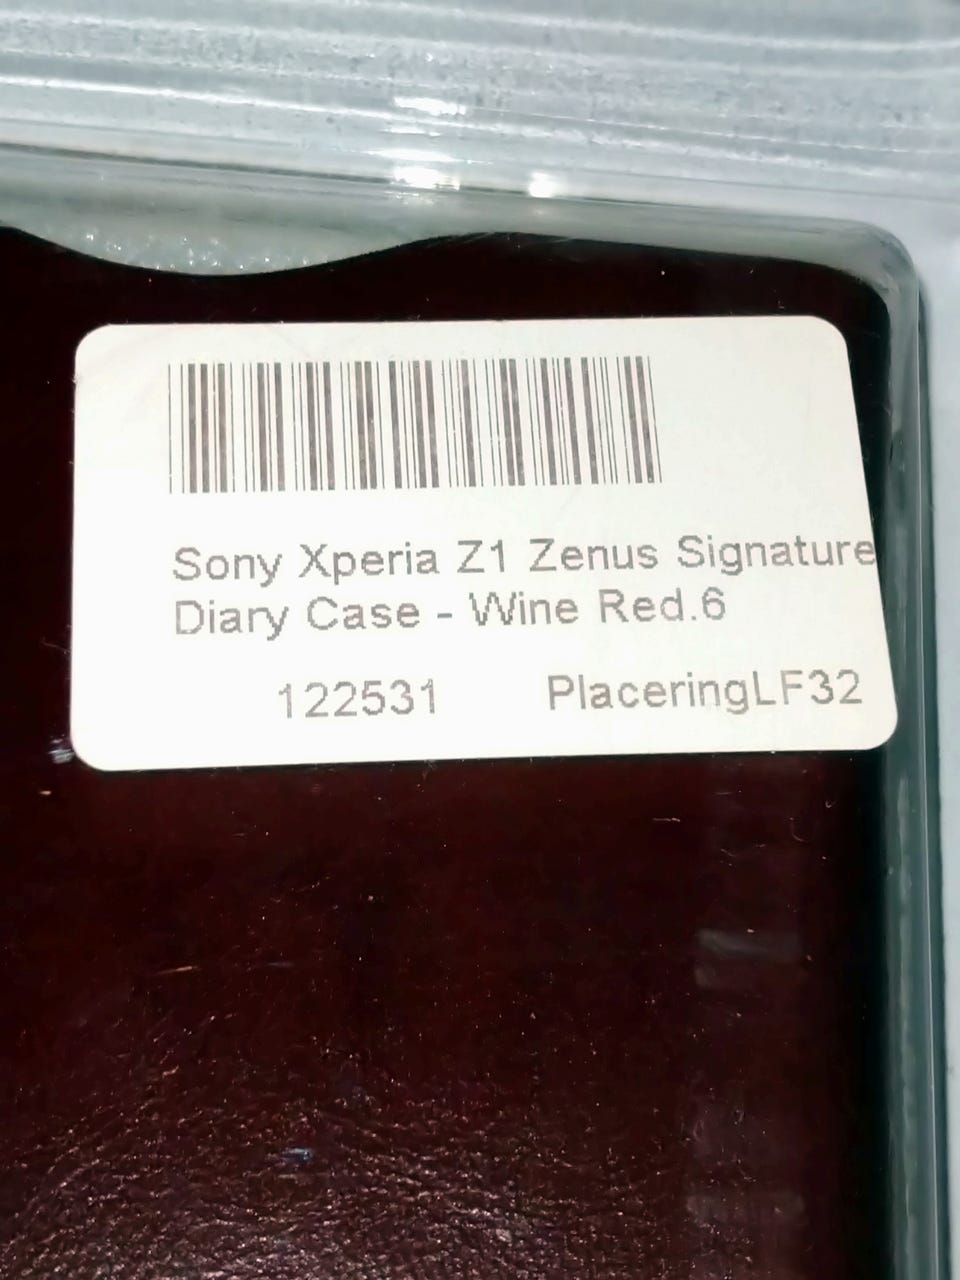 Sony Xperia Z1 Zenus Signature
Diary Case - Wine Red.6
122531 PlaceringLF32